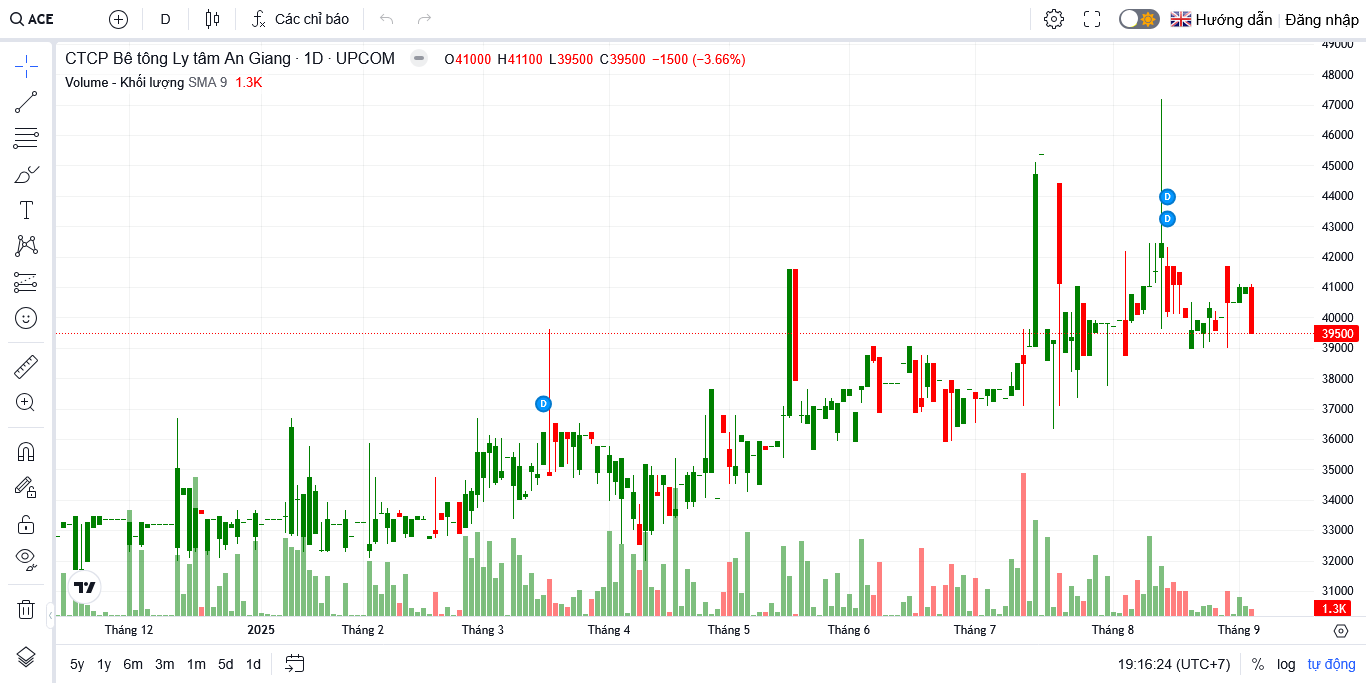 ACE D Các chỉ báo Hướng dẫn Đăng nhập
CTCP Bê tông Ly tâm An Giang · 1D · UPCOM O41000 H41100 L39500 C39500 −1500 (−3.66%)
Volume - Khối lượng SMA 9 1.3K
49000
48000
47000
46000
45000
44000
43000
42000
41000
40000
39500
39000
38000
37000
36000
35000
34000
33000
32000
31000
1.3K
D
D
D
Tháng 12 2025 Tháng 2 Tháng 3 Tháng 4 Tháng 5 Tháng 6 Tháng 7 Tháng 8 Tháng 9
5y 1y 6m 3m 1m 5d 1d 19:16:24 (UTC+7) % log tự động